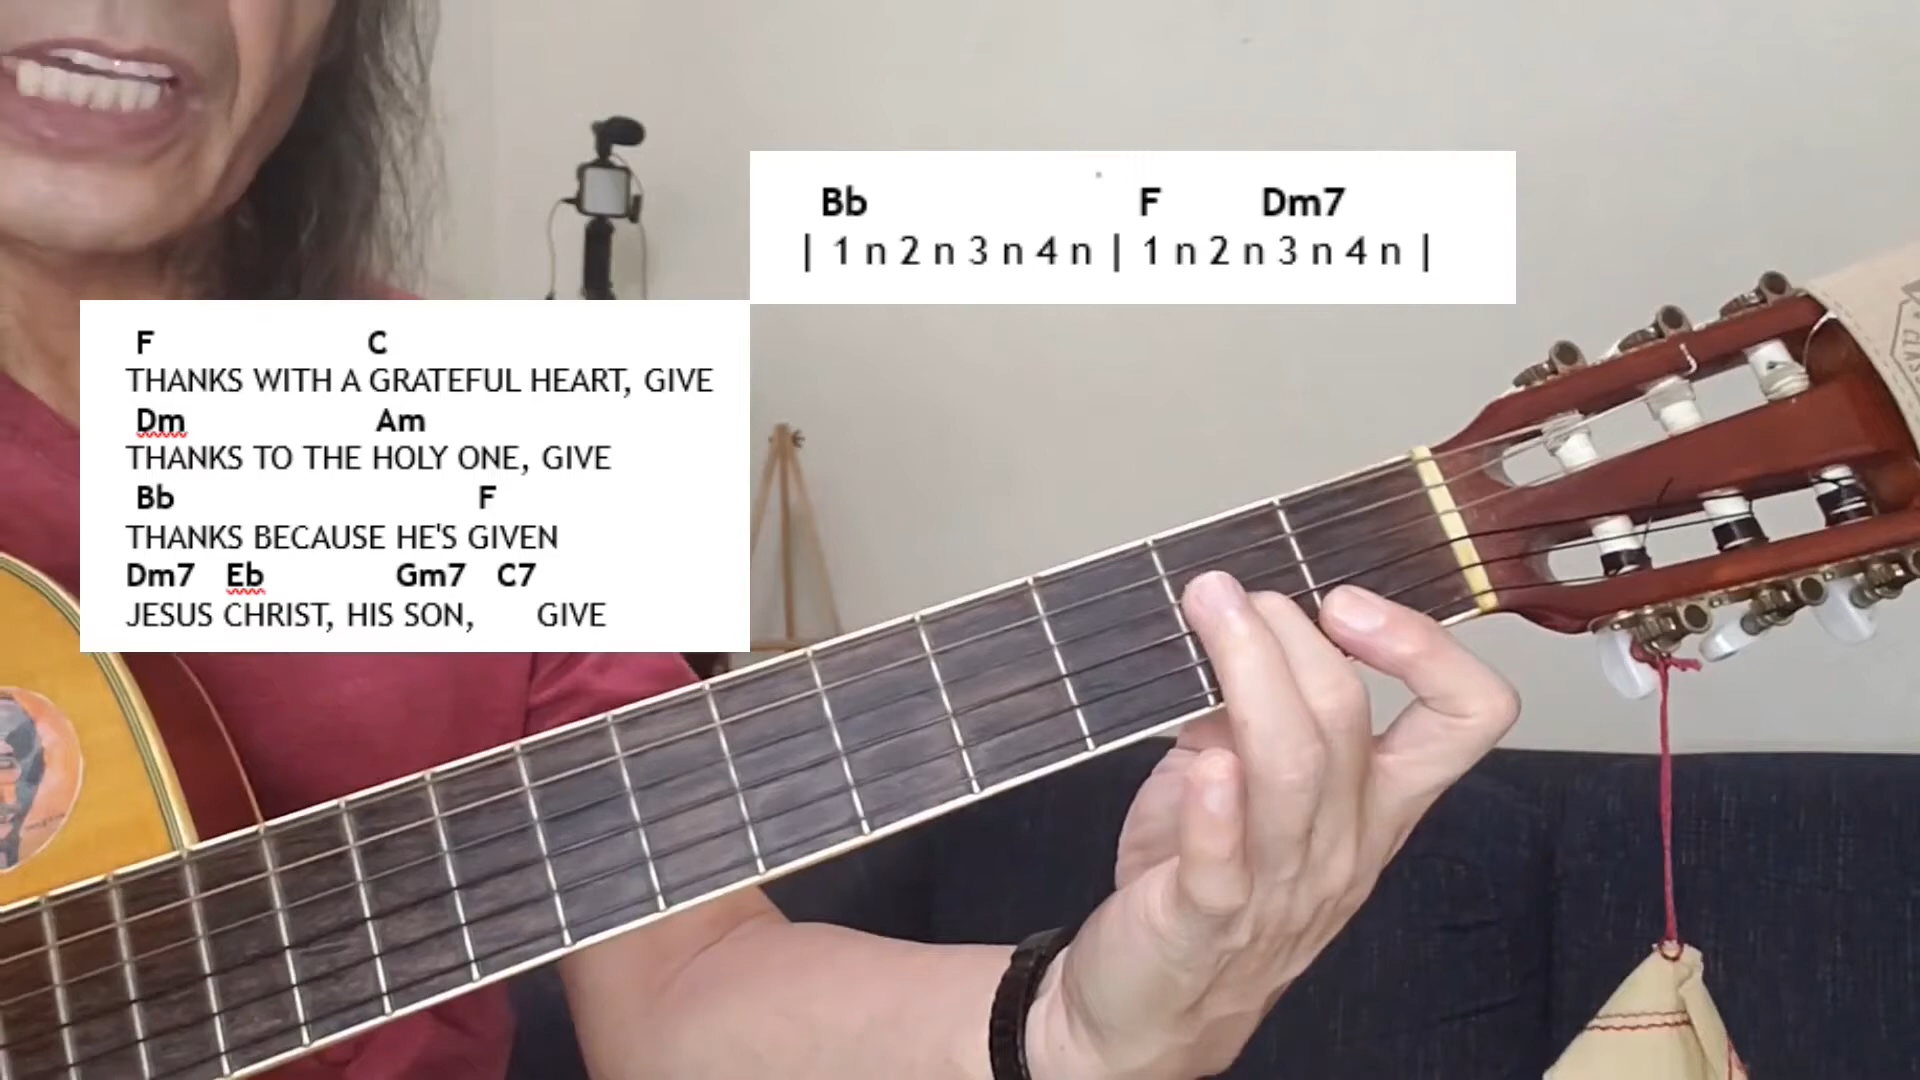 Bb F Dm7
| 1 n 2 n 3 n 4 n | 1 n 2 n 3 n 4 n |
F C
THANKS WITH A GRATEFUL HEART, GIVE
Dm Am
THANKS TO THE HOLY ONE, GIVE
Bb F
THANKS BECAUSE HE'S GIVEN
Dm7 Eb Gm7 C7
JESUS CHRIST, HIS SON, GIVE